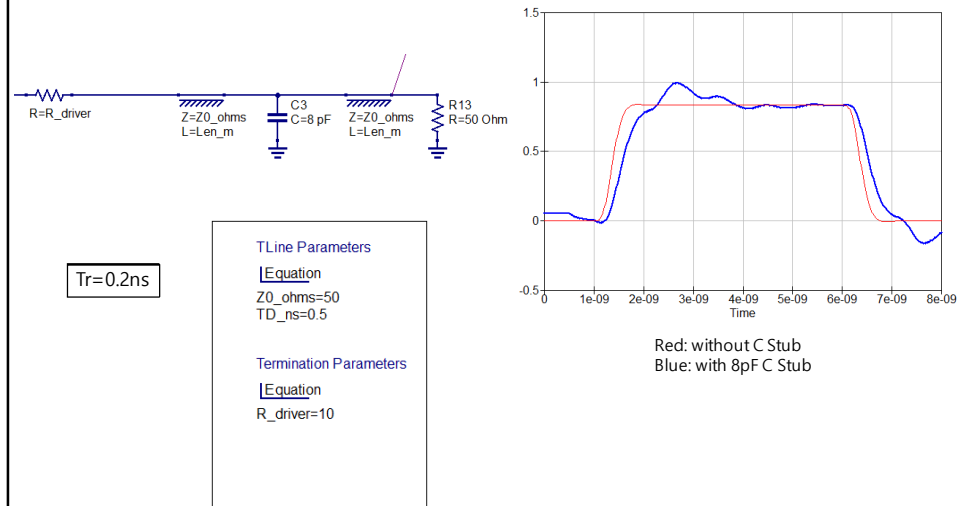 R=R_driver
Z=Z0_ohms
L=Len_m
C3
C=8 pF
Z=Z0_ohms
L=Len_m
R13
R=50 Ohm
Tr=0.2ns
TLine Parameters
Equation
Z0_ohms=50
TD_ns=0.5
Termination Parameters
Equation
R_driver=10
1.5
1
0.5
0
-0.5
0 1e-09 2e-09 3e-09 4e-09 5e-09 6e-09 7e-09 8e-09
Time
Red: without C Stub
Blue: with 8pF C Stub